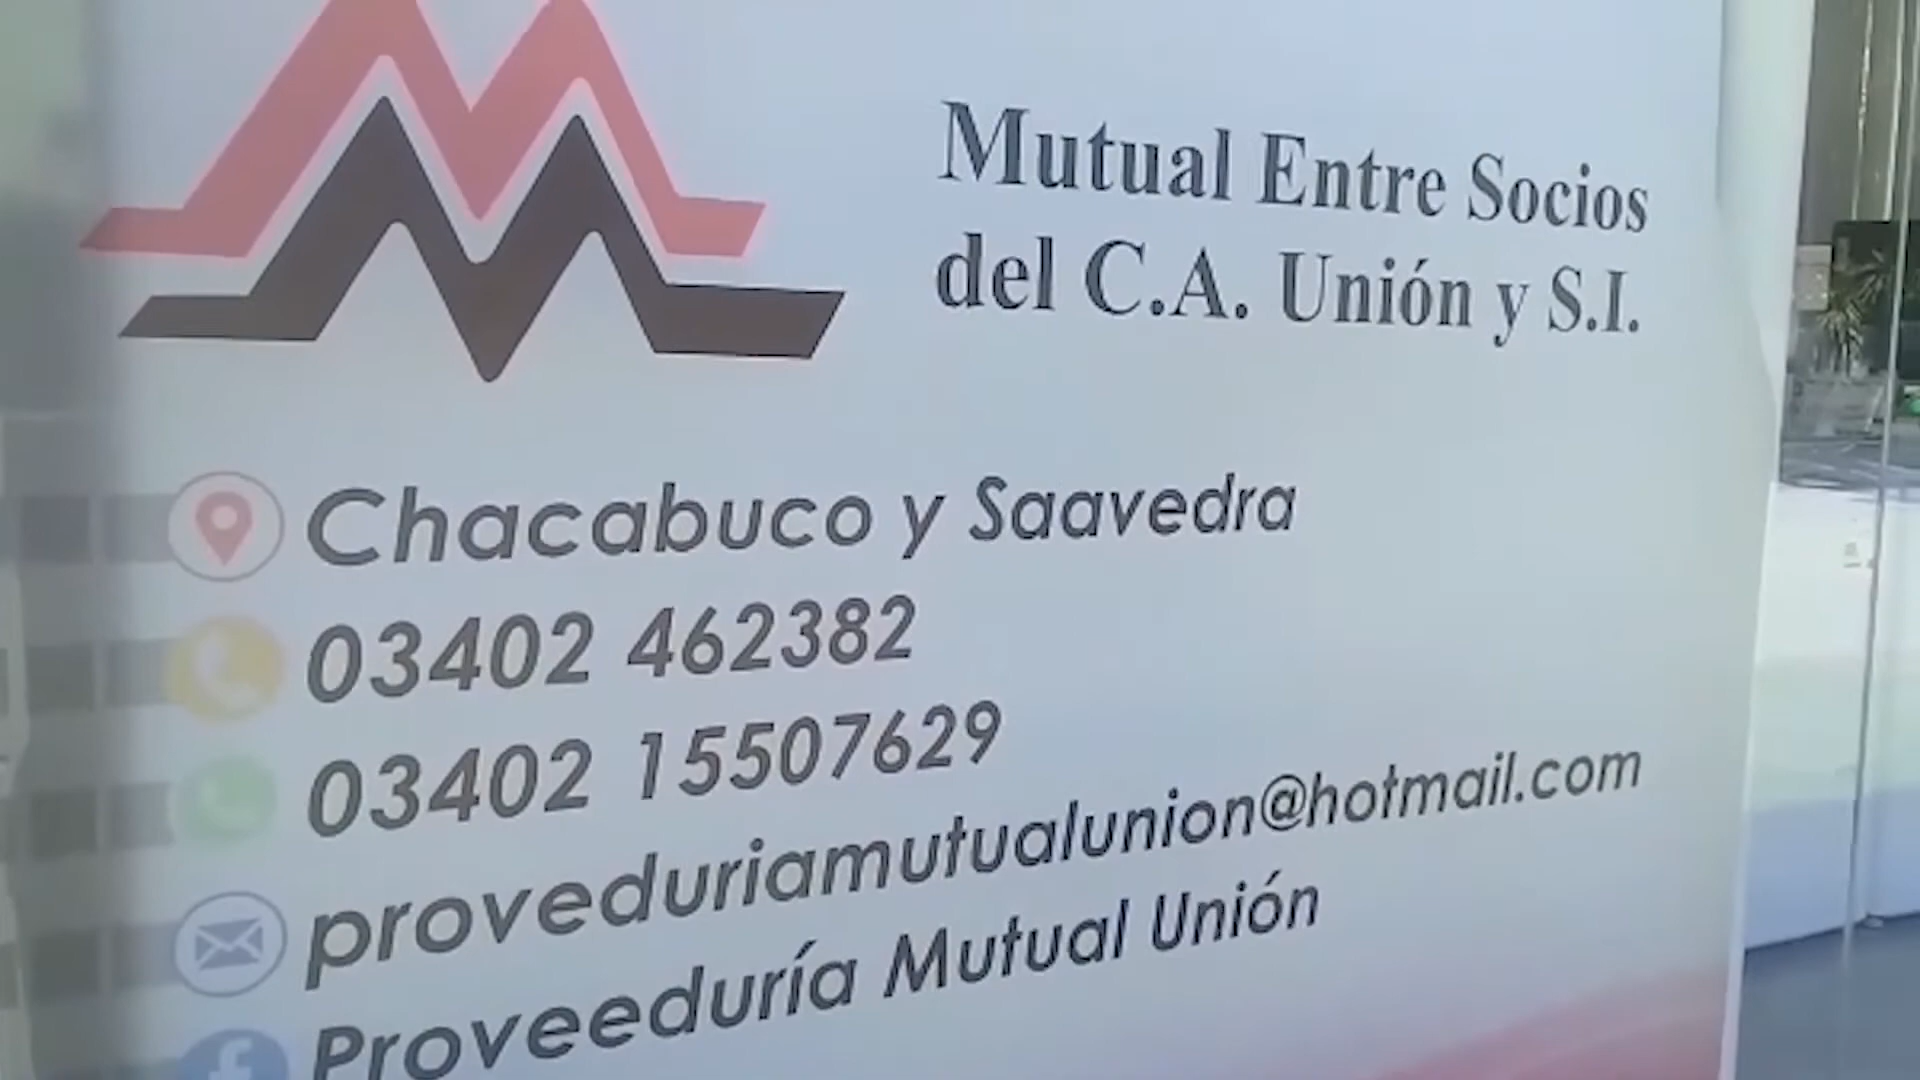 Mutual Entre Socios
del C.A. Unión y S.I.
Chacabuco y Saavedra
03402 462382
03402 15507629
proveduriamutualunion@hotmail.com
Proveeduría Mutual Unión